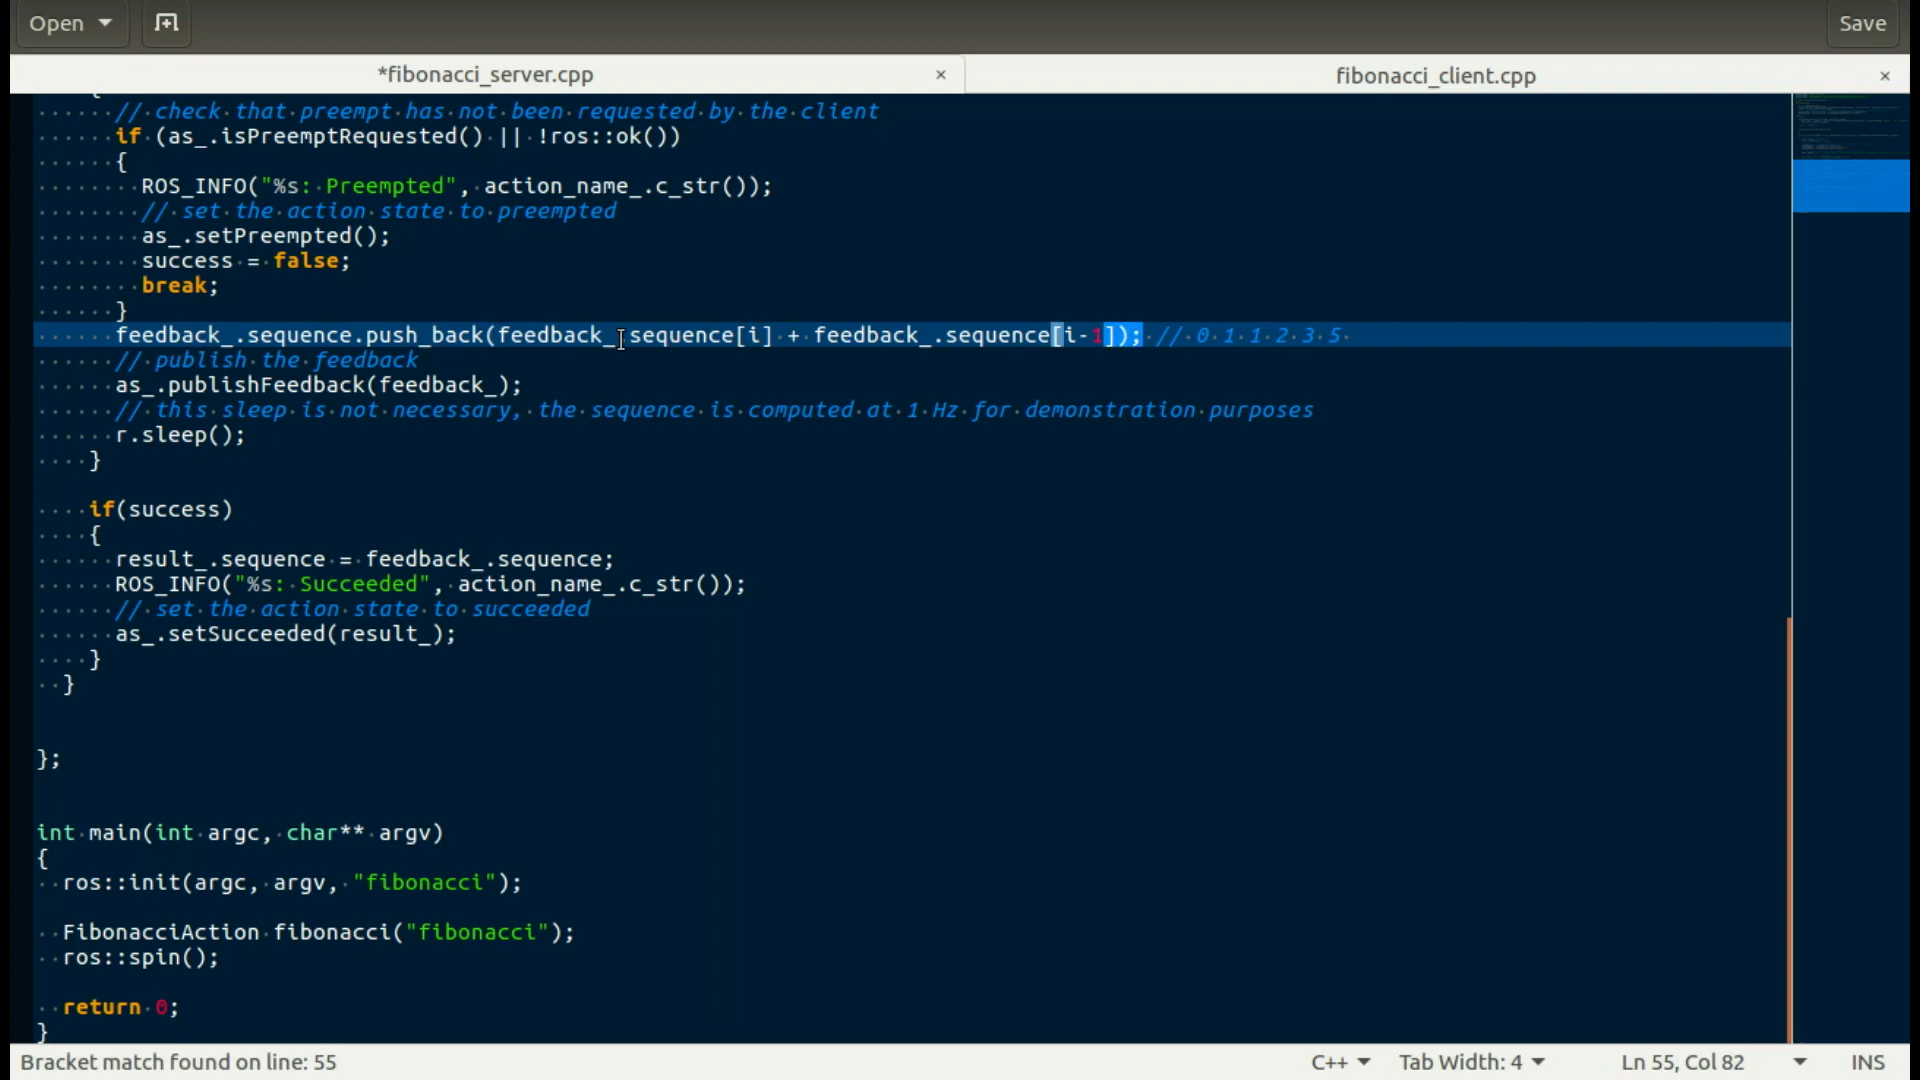 Open
Save
*fibonacci_server.cpp ×
fibonacci_client.cpp ×
{
// check that preempt has not been requested by the client
if (as_.isPreemptRequested() || !ros::ok())
{
ROS_INFO("%s: Preempted", action_name_.c_str());
// set the action state to preempted
as_.setPreempted();
success = false;
break;
}
feedback_.sequence.push_back(feedback_.sequence[i] + feedback_.sequence[i-1]); // 0 1 1 2 3 5
// publish the feedback
as_.publishFeedback(feedback_);
// this sleep is not necessary, the sequence is computed at 1 Hz for demonstration purposes
r.sleep();
}
if(success)
{
result_.sequence = feedback_.sequence;
ROS_INFO("%s: Succeeded", action_name_.c_str());
// set the action state to succeeded
as_.setSucceeded(result_);
}
}
};
int main(int argc, char** argv)
{
ros::init(argc, argv, "fibonacci");
FibonacciAction fibonacci("fibonacci");
ros::spin();
return 0;
}
Bracket match found on line: 55
C++
Tab Width: 4
Ln 55, Col 82
INS